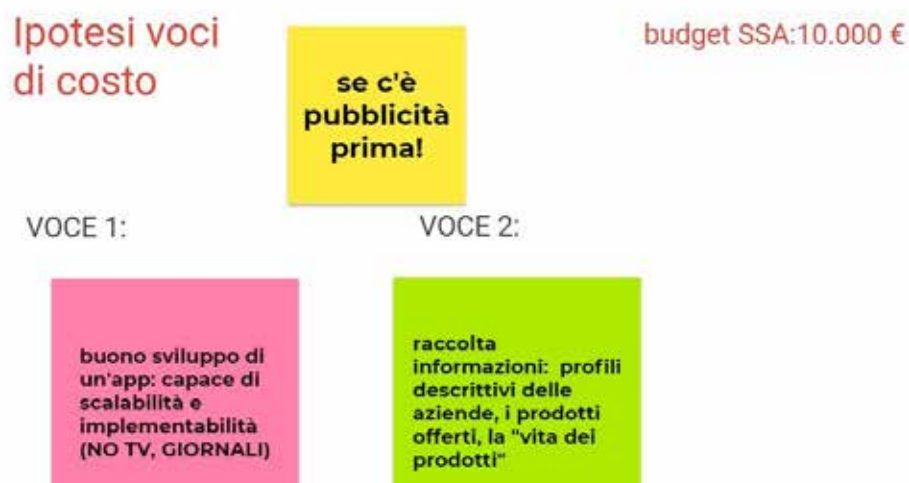 Ipotesi voci
di costo
budget SSA:10.000 €
se c'è
pubblicità
prima!
VOCE 1:
VOCE 2:
buono sviluppo di
un'app: capace di
scalabilità e
implementabilità
(NO TV, GIORNALI)
raccolta
informazioni: profili
descrittivi delle
aziende, i prodotti
offerti, la "vita dei
prodotti"